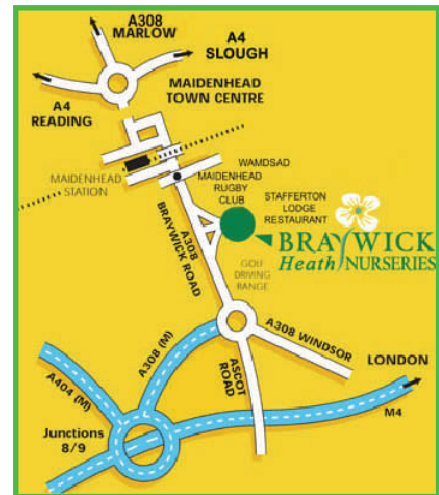 A308
MARLOW
A4
SLOUGH
A4
READING
MAIDENHEAD
TOWN CENTRE
MAIDENHEAD
STATION
WAMDSAD
MAIDENHEAD
RUGBY
CLUB
STAFFERTON
LODGE
RESTAURANT
BRAYWICK
Heath NURSERIES
A308
BRAYWICK ROAD
GOLF
DRIVING
RANGE
A308 (M)
A308 WINDSOR
ASCOT
ROAD
LONDON
A404 (M)
M4
Junctions
8/9